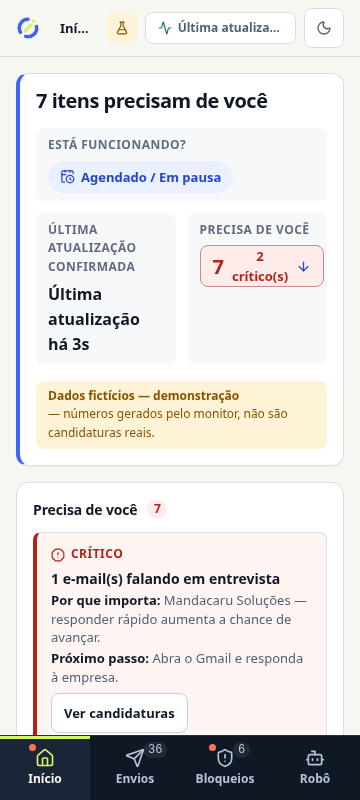 Iní...
Última atualiza...
7 itens precisam de você
ESTÁ FUNCIONANDO?
Agendado / Em pausa
ÚLTIMA
ATUALIZAÇÃO
CONFIRMADA
Última
atualização
há 3s
PRECISA DE VOCÊ
7
2
crítico(s)
Dados fictícios — demonstração
— números gerados pelo monitor, não são
candidaturas reais.
Precisa de você 7
CRÍTICO
1 e-mail(s) falando em entrevista
Por que importa: Mandacaru Soluções —
responder rápido aumenta a chance de
avançar.
Próximo passo: Abra o Gmail e responda
à empresa.
Ver candidaturas
36
6
Início
Envios
Bloqueios
Robô